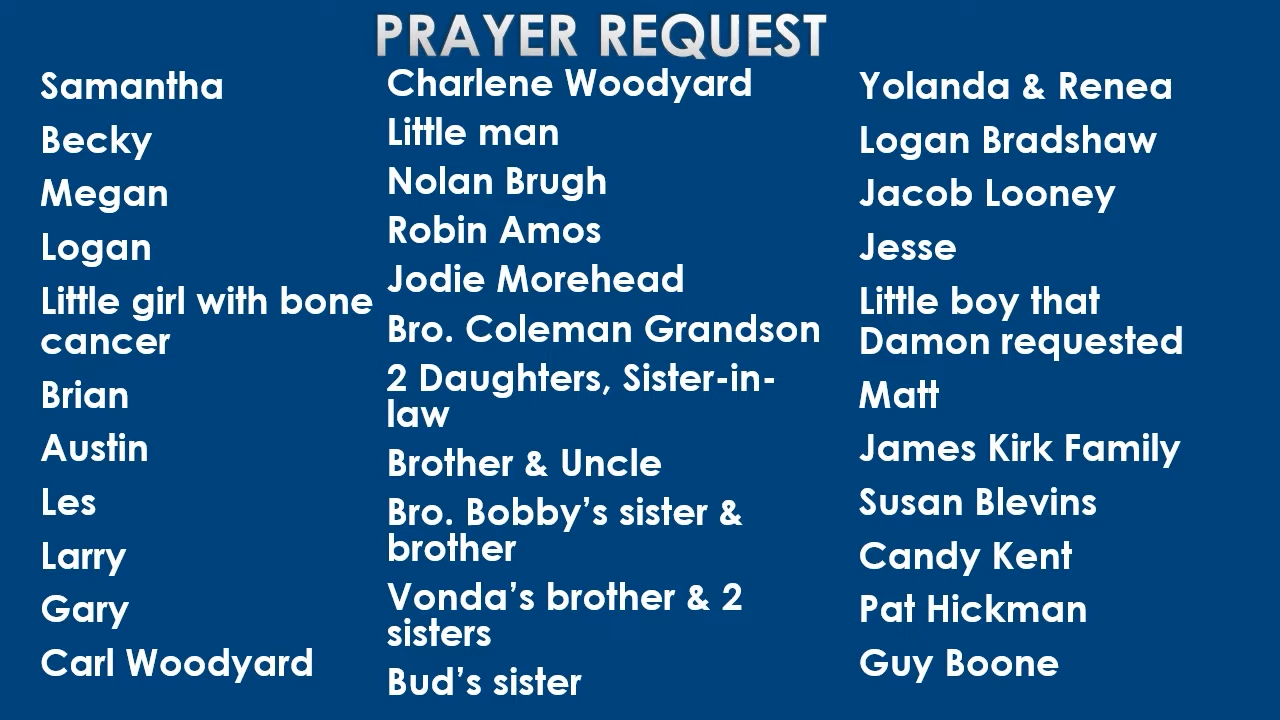 PRAYER REQUEST
Samantha
Becky
Megan
Logan
Little girl with bone
cancer
Brian
Austin
Les
Larry
Gary
Carl Woodyard
Charlene Woodyard
Little man
Nolan Brugh
Robin Amos
Jodie Morehead
Bro. Coleman Grandson
2 Daughters, Sister-in-
law
Brother & Uncle
Bro. Bobby’s sister &
brother
Vonda’s brother & 2
sisters
Bud’s sister
Yolanda & Renea
Logan Bradshaw
Jacob Looney
Jesse
Little boy that
Damon requested
Matt
James Kirk Family
Susan Blevins
Candy Kent
Pat Hickman
Guy Boone